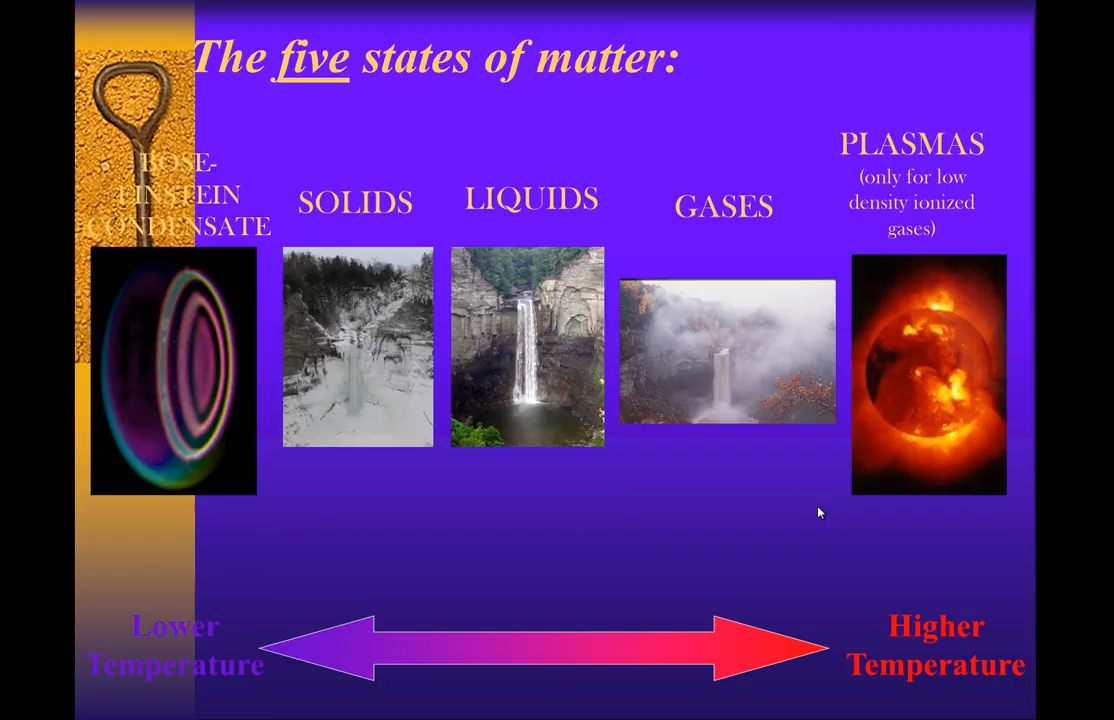 The five states of matter:
BOSE-
EINSTEIN
CONDENSATE
SOLIDS
LIQUIDS
GASES
PLASMAS
(only for low
density ionized
gases)
Lower
Temperature
Higher
Temperature